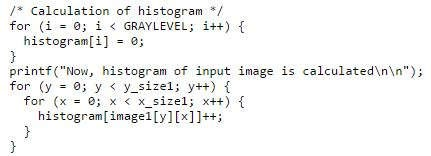 /* Calculation of histogram */
for (i = 0; i < GRAYLEVEL; i++) {
  histogram[i] = 0;
}
printf("Now, histogram of input image is calculated\n\n");
for (y = 0; y < y_size1; y++) {
  for (x = 0; x < x_size1; x++) {
    histogram[image1[y][x]]++;
  }
}